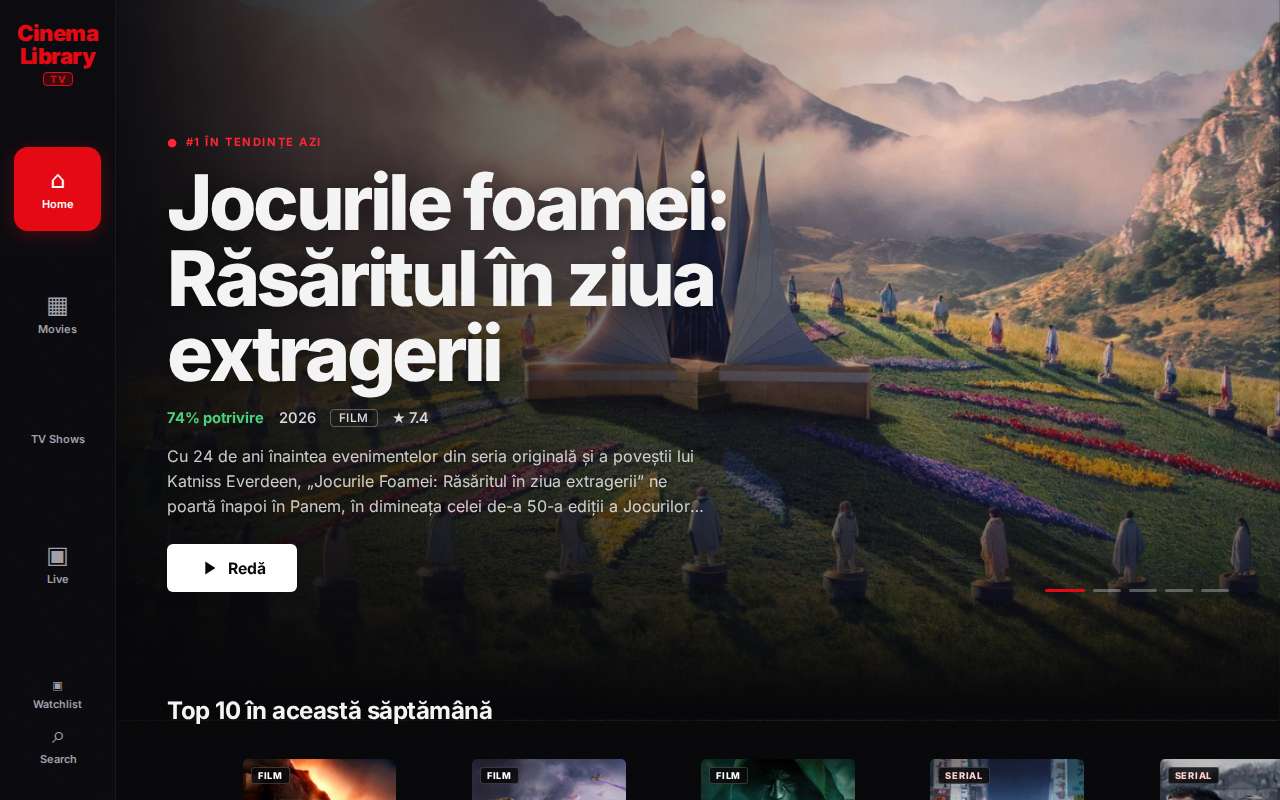 Cinema
Library
TV
Home
Movies
TV Shows
Live
Watchlist
Search
#1 ÎN TENDINȚE AZI
Jocurile foamei:
Răsăritul în ziua
extragerii
74% potrivire 2026 FILM ★ 7.4
Cu 24 de ani înaintea evenimentelor din seria originală și a poveștii lui
Katniss Everdeen, „Jocurile Foamei: Răsăritul în ziua extragerii” ne
poartă înapoi în Panem, în dimineața celei de-a 50-a ediții a Jocurilor...
Redă
Top 10 în această săptămână
FILM FILM FILM SERIAL SERIAL